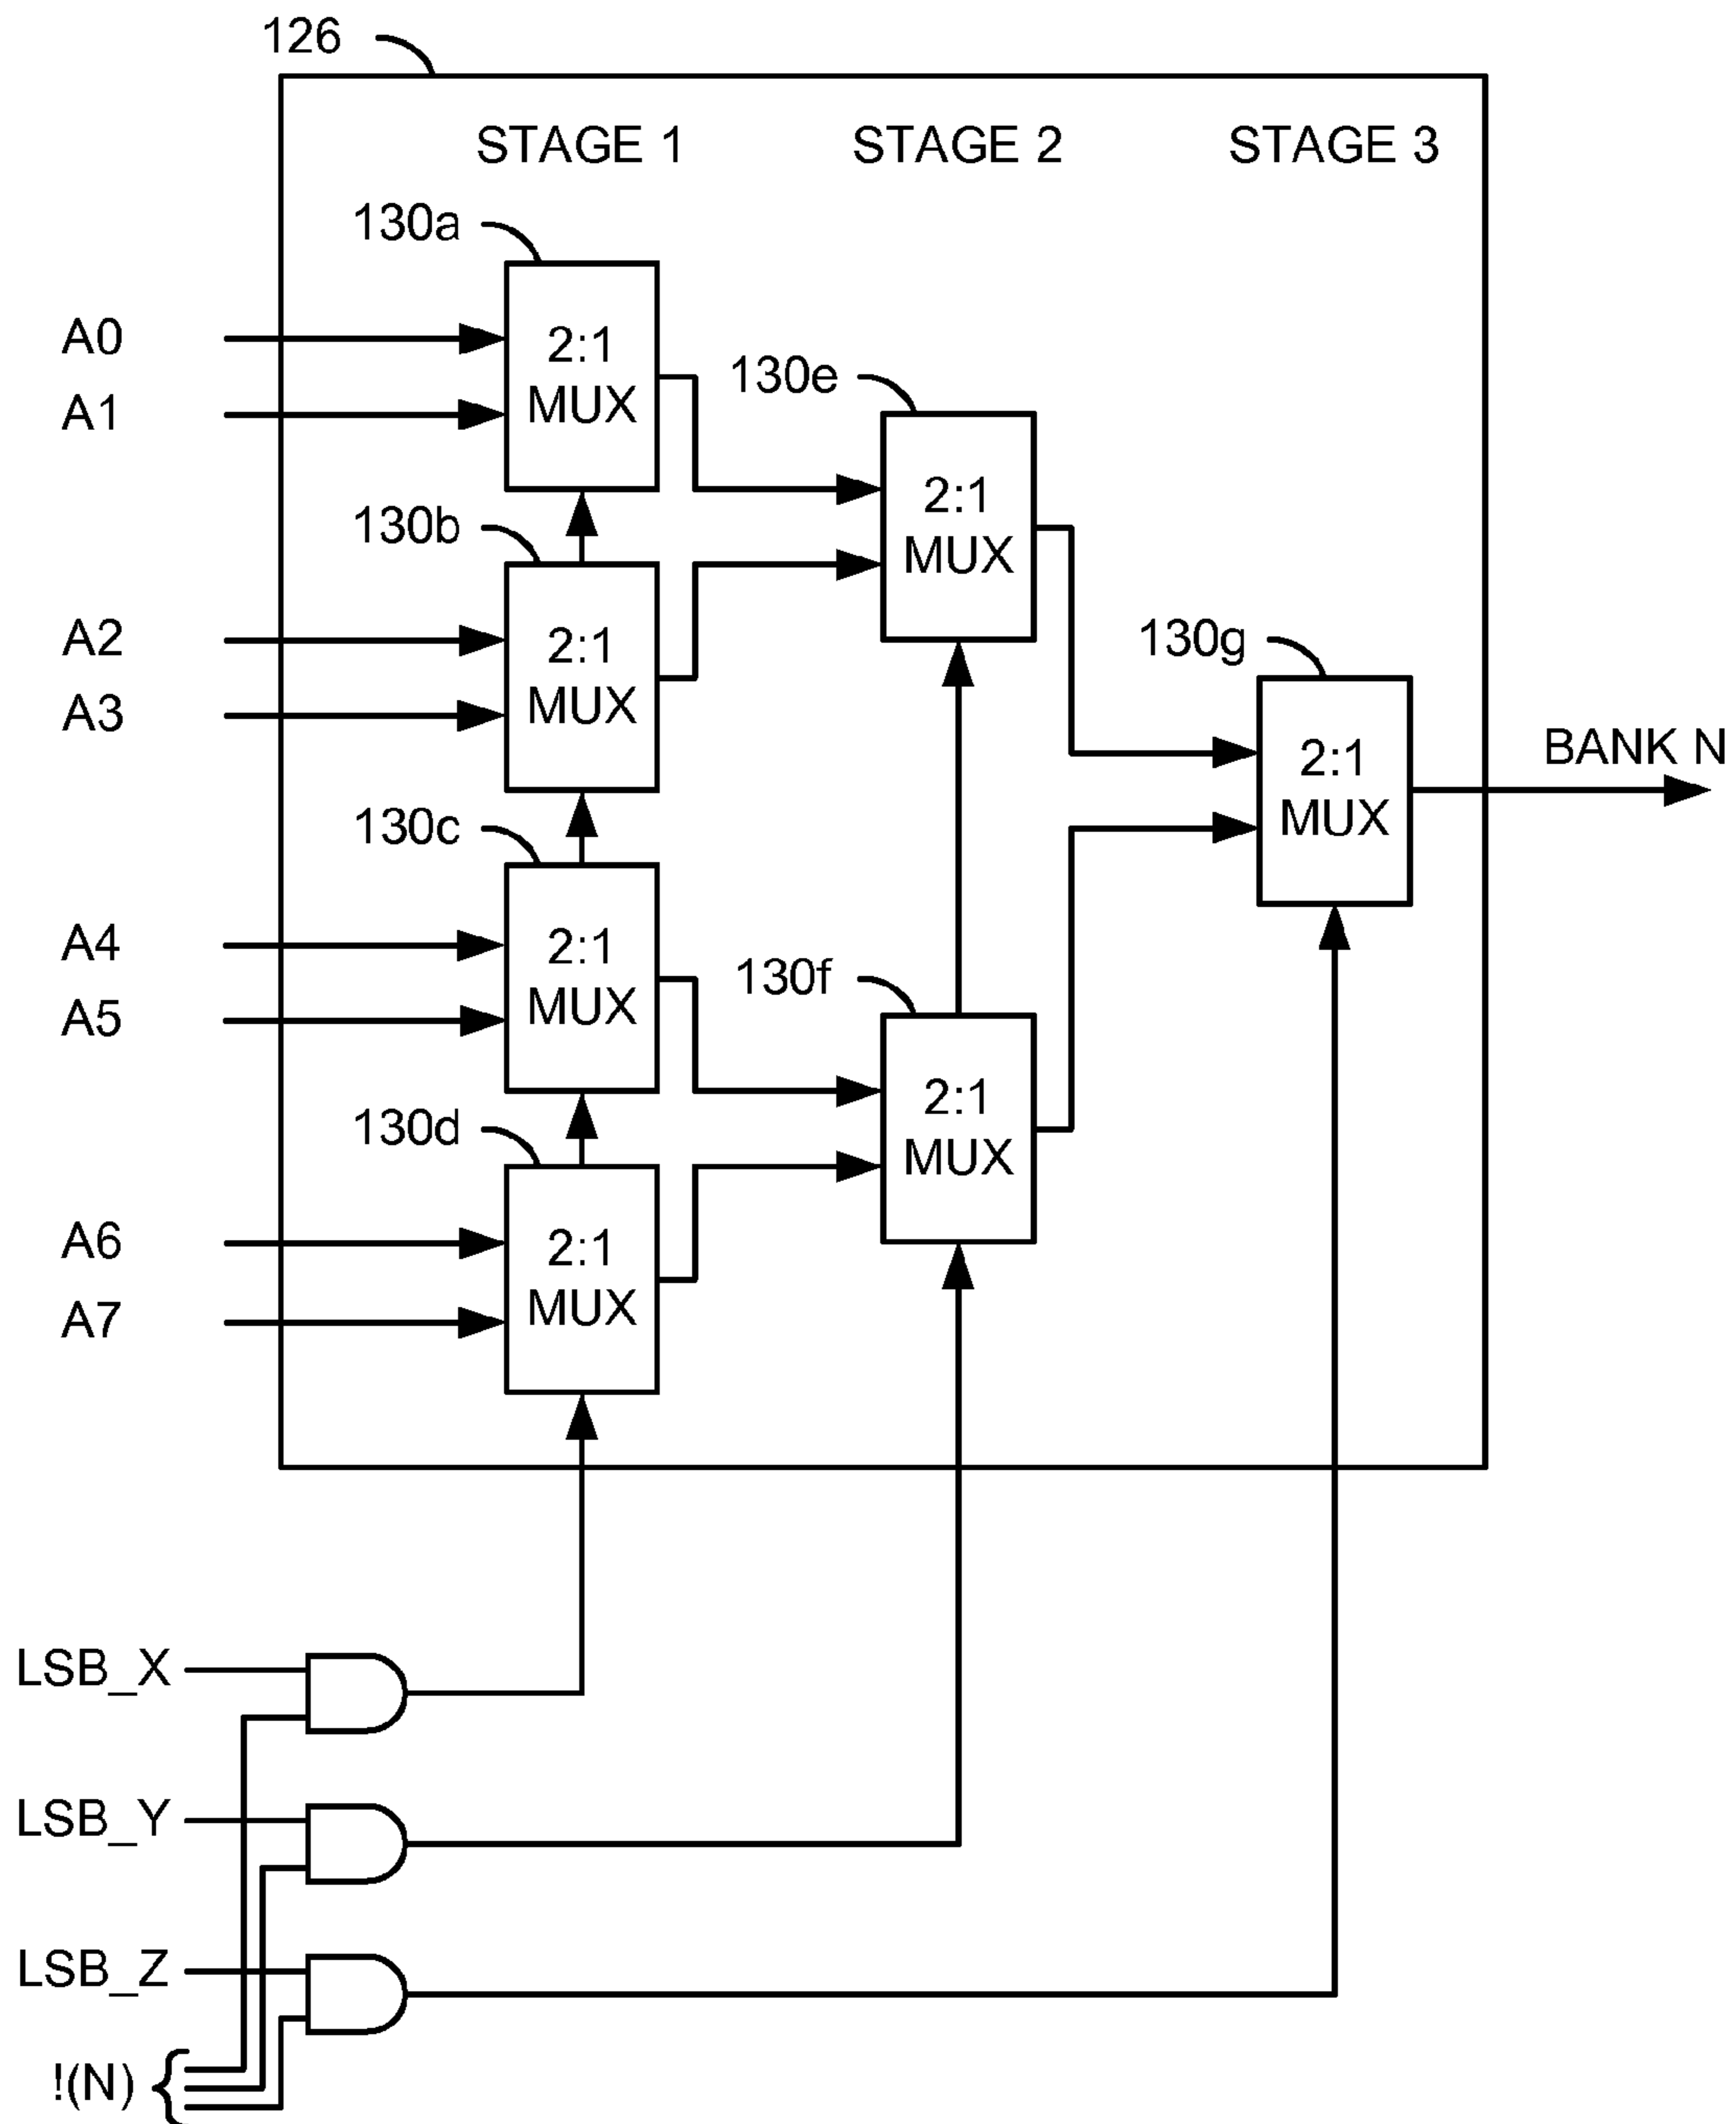 126
STAGE 1 STAGE 2 STAGE 3
130a
A0
A1
2:1
MUX
130e
2:1
MUX
130b
A2
A3
2:1
MUX
130g
2:1
MUX
BANK N
130c
A4
A5
2:1
MUX
130f
2:1
MUX
130d
A6
A7
2:1
MUX
LSB_X
LSB_Y
LSB_Z
!(N)